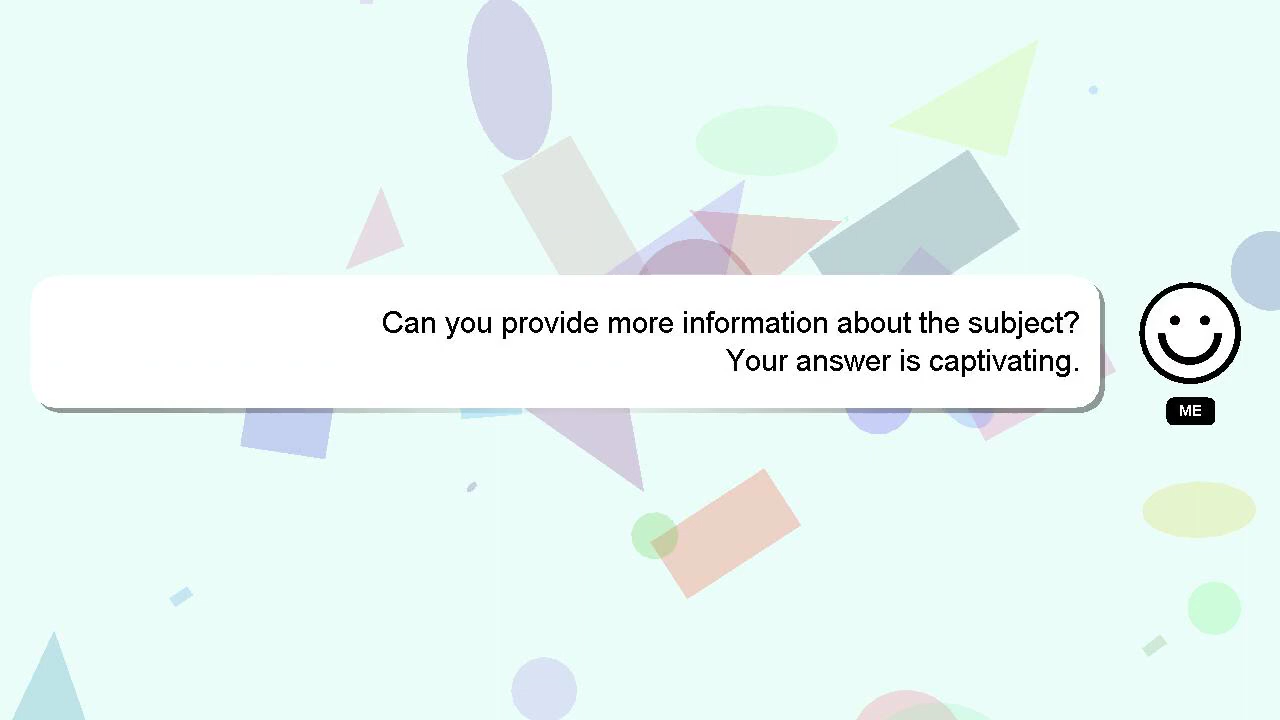 Can you provide more information about the subject?
Your answer is captivating.
ME